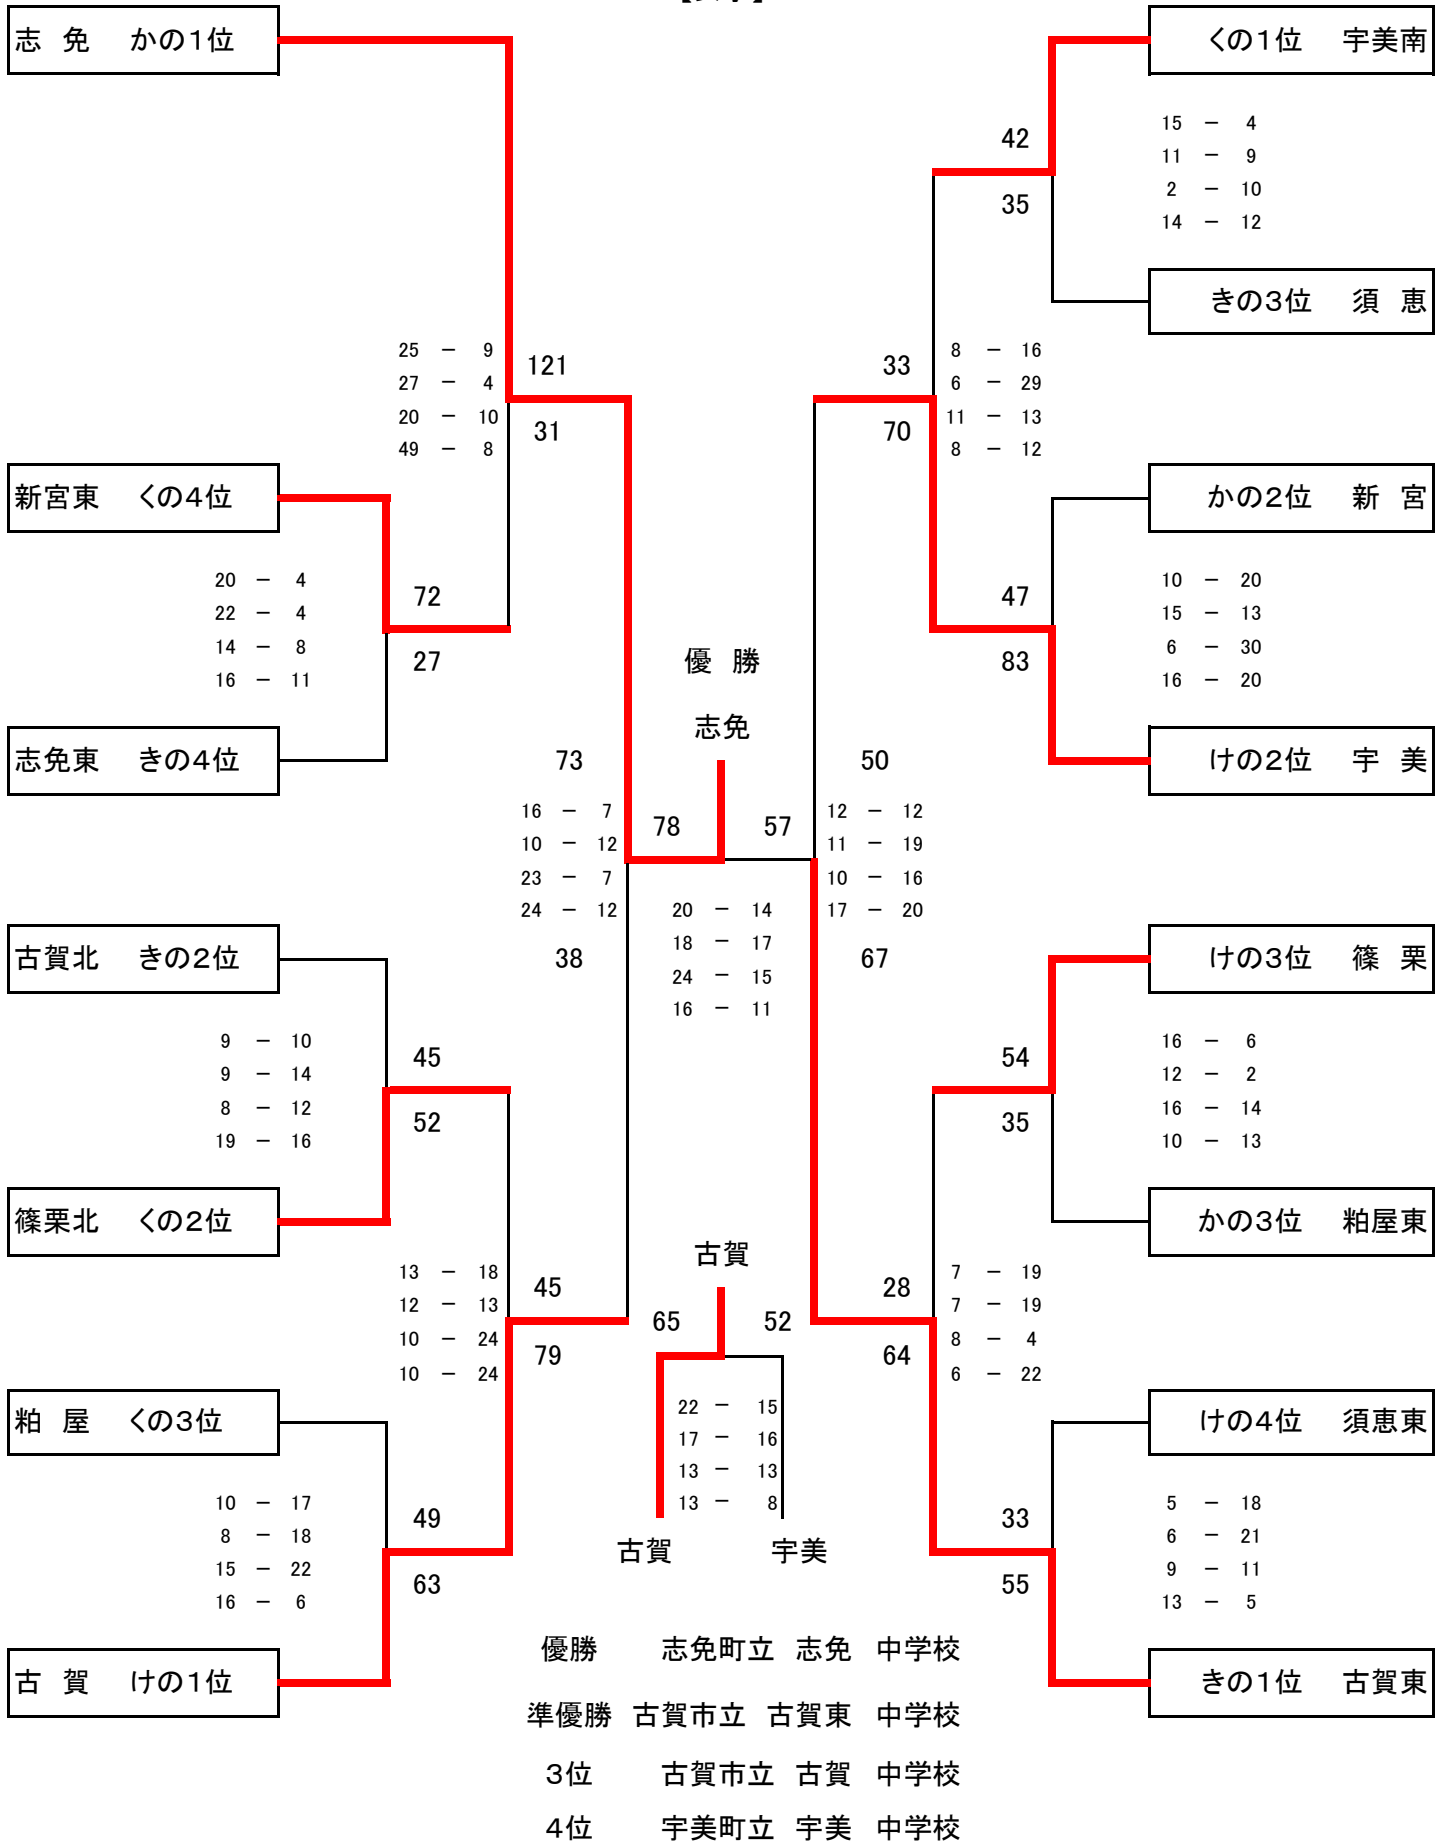 志 免 かの1位
くの1位 宇美南
15 － 4
42
11 － 9
2 － 10
35
14 － 12
きの3位 須 恵
25 － 9
121
33
8 － 16
27 － 4
6 － 29
20 － 10
11 － 13
31
70
49 － 8
8 － 12
新宮東 くの4位
かの2位 新 宮
20 － 4
72
47
10 － 20
22 － 4
15 － 13
14 － 8
6 － 30
27
優 勝
83
16 － 11
16 － 20
志免
志免東 きの4位
73
50
けの2位 宇 美
16 － 7
78
57
12 － 12
10 － 12
11 － 19
23 － 7
10 － 16
24 － 12
20 － 14
17 － 20
18 － 17
古賀北 きの2位
38
67
けの3位 篠 栗
24 － 15
16 － 11
9 － 10
45
54
16 － 6
9 － 14
12 － 2
8 － 12
16 － 14
52
35
19 － 16
10 － 13
篠栗北 くの2位
かの3位 粕屋東
古賀
13 － 18
45
28
7 － 19
12 － 13
65
52
7 － 19
10 － 24
79
64
8 － 4
10 － 24
6 － 22
22 － 15
粕 屋 くの3位
けの4位 須恵東
17 － 16
13 － 13
13 － 8
10 － 17
49
33
5 － 18
8 － 18
6 － 21
古賀 宇美
15 － 22
63
55
9 － 11
16 － 6
13 － 5
優勝 志免町立 志免 中学校
古 賀 けの1位
きの1位 古賀東
準優勝 古賀市立 古賀東 中学校
3位 古賀市立 古賀 中学校
4位 宇美町立 宇美 中学校